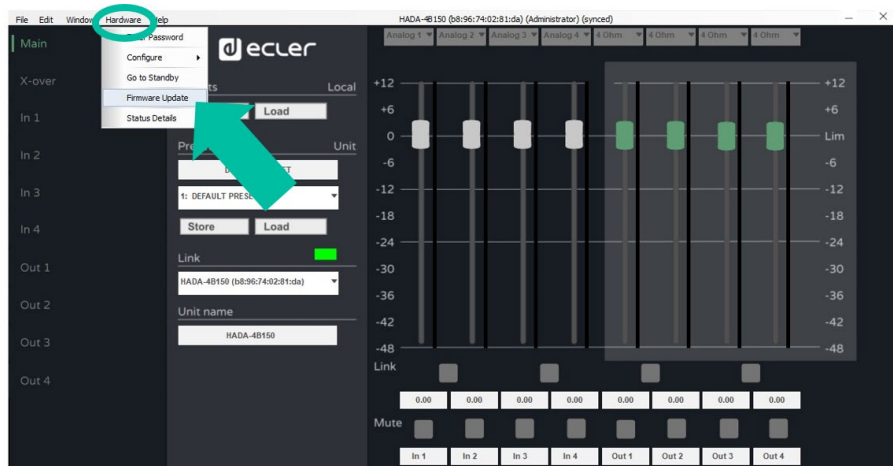 File Edit Window Hardware Help
HADA-4B150 (b8:96:74:02:81:da) (Administrator) (synced)
Password
Configure
Go to Standby
Firmware Update
Status Details
Main
X-over
In 1
In 2
In 3
In 4
Out 1
Out 2
Out 3
Out 4
ecler
Local
Load
Unit
1: DEFAULT PRESET
Store Load
Link
HADA-4B150 (b8:96:74:02:81:da)
Unit name
HADA-4B150
Analog 1 Analog 2 Analog 3 Analog 4 4 Ohm 4 Ohm 4 Ohm 4 Ohm
+12 +12
+6 +6
0 Lim
-6 -6
-12 -12
-18 -18
-24 -24
-30 -30
-36 -36
-42 -42
-48 -48
Link
0.00 0.00 0.00 0.00 0.00 0.00 0.00 0.00
Mute
In 1 In 2 In 3 In 4 Out 1 Out 2 Out 3 Out 4